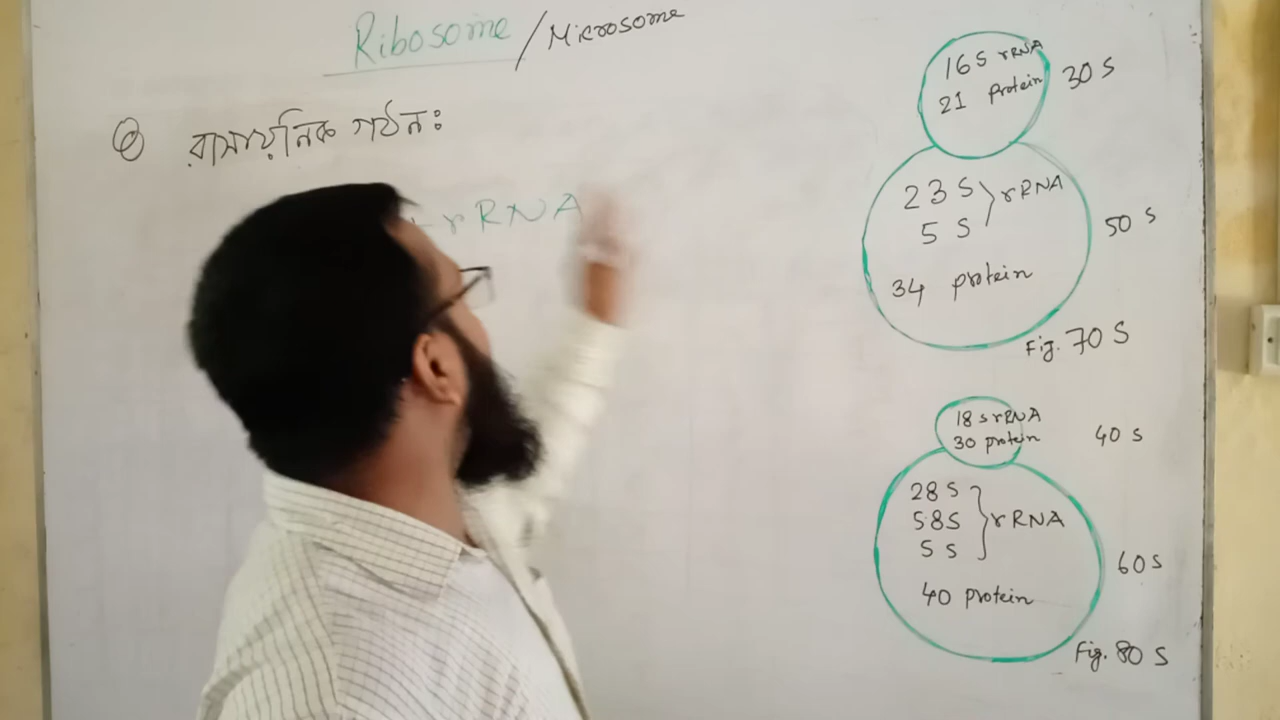 Ribosome / Microsome
রাসায়নিক গঠনঃ
rRNA
16S rRNA
21 Protein
30 S
23 S
5 S
rRNA
34 protein
50 S
Fig. 70 S
18 S rRNA
30 protein
40 S
28 S
5.8 S
5 S
rRNA
40 protein
60 S
Fig. 80 S